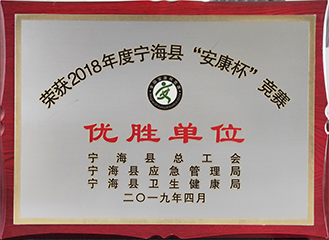 荣获2018年度宁海县“安康杯”竞赛
优胜单位
宁海县总工会
宁海县应急管理局
宁海县卫生健康局
二〇一九年四月